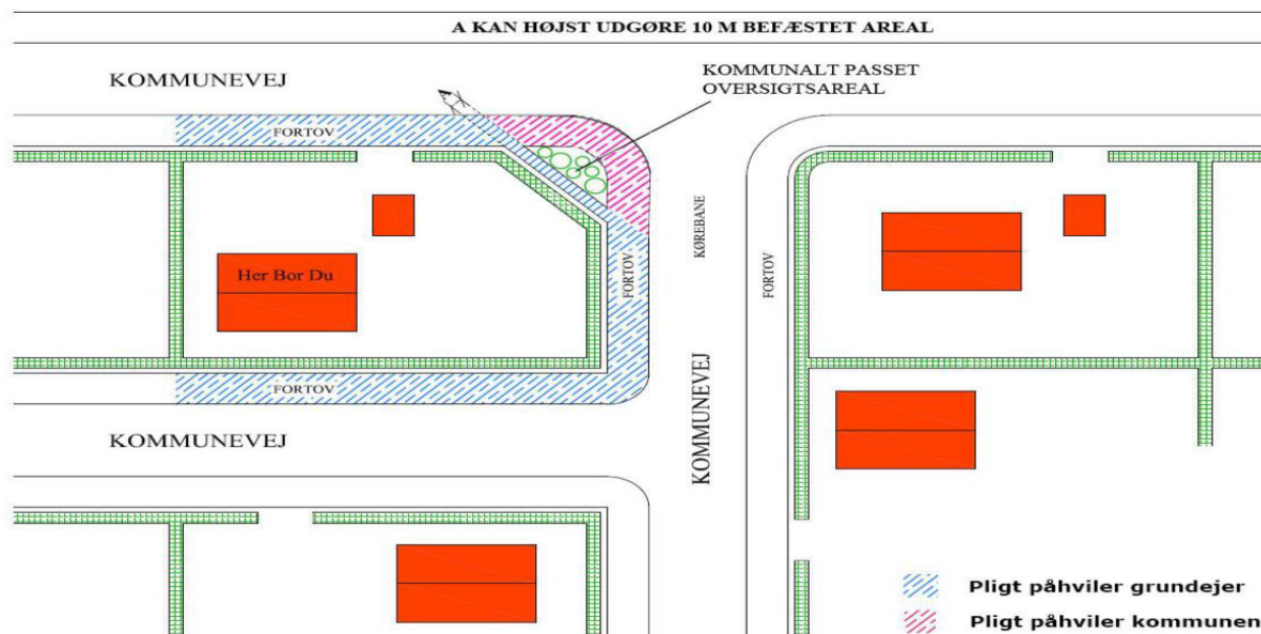 A KAN HØJST UDGØRE 10 M BEFÆSTET AREAL
KOMMUNEVEJ
KOMMUNALT PASSET
OVERSIGTSAREAL
FORTOV
KØREBANE
FORTOV
FORTOV
Her Bor Du
FORTOV
KOMMUNEVEJ
KOMMUNEVEJ
Pligt påhviler grundejer
Pligt påhviler kommunen